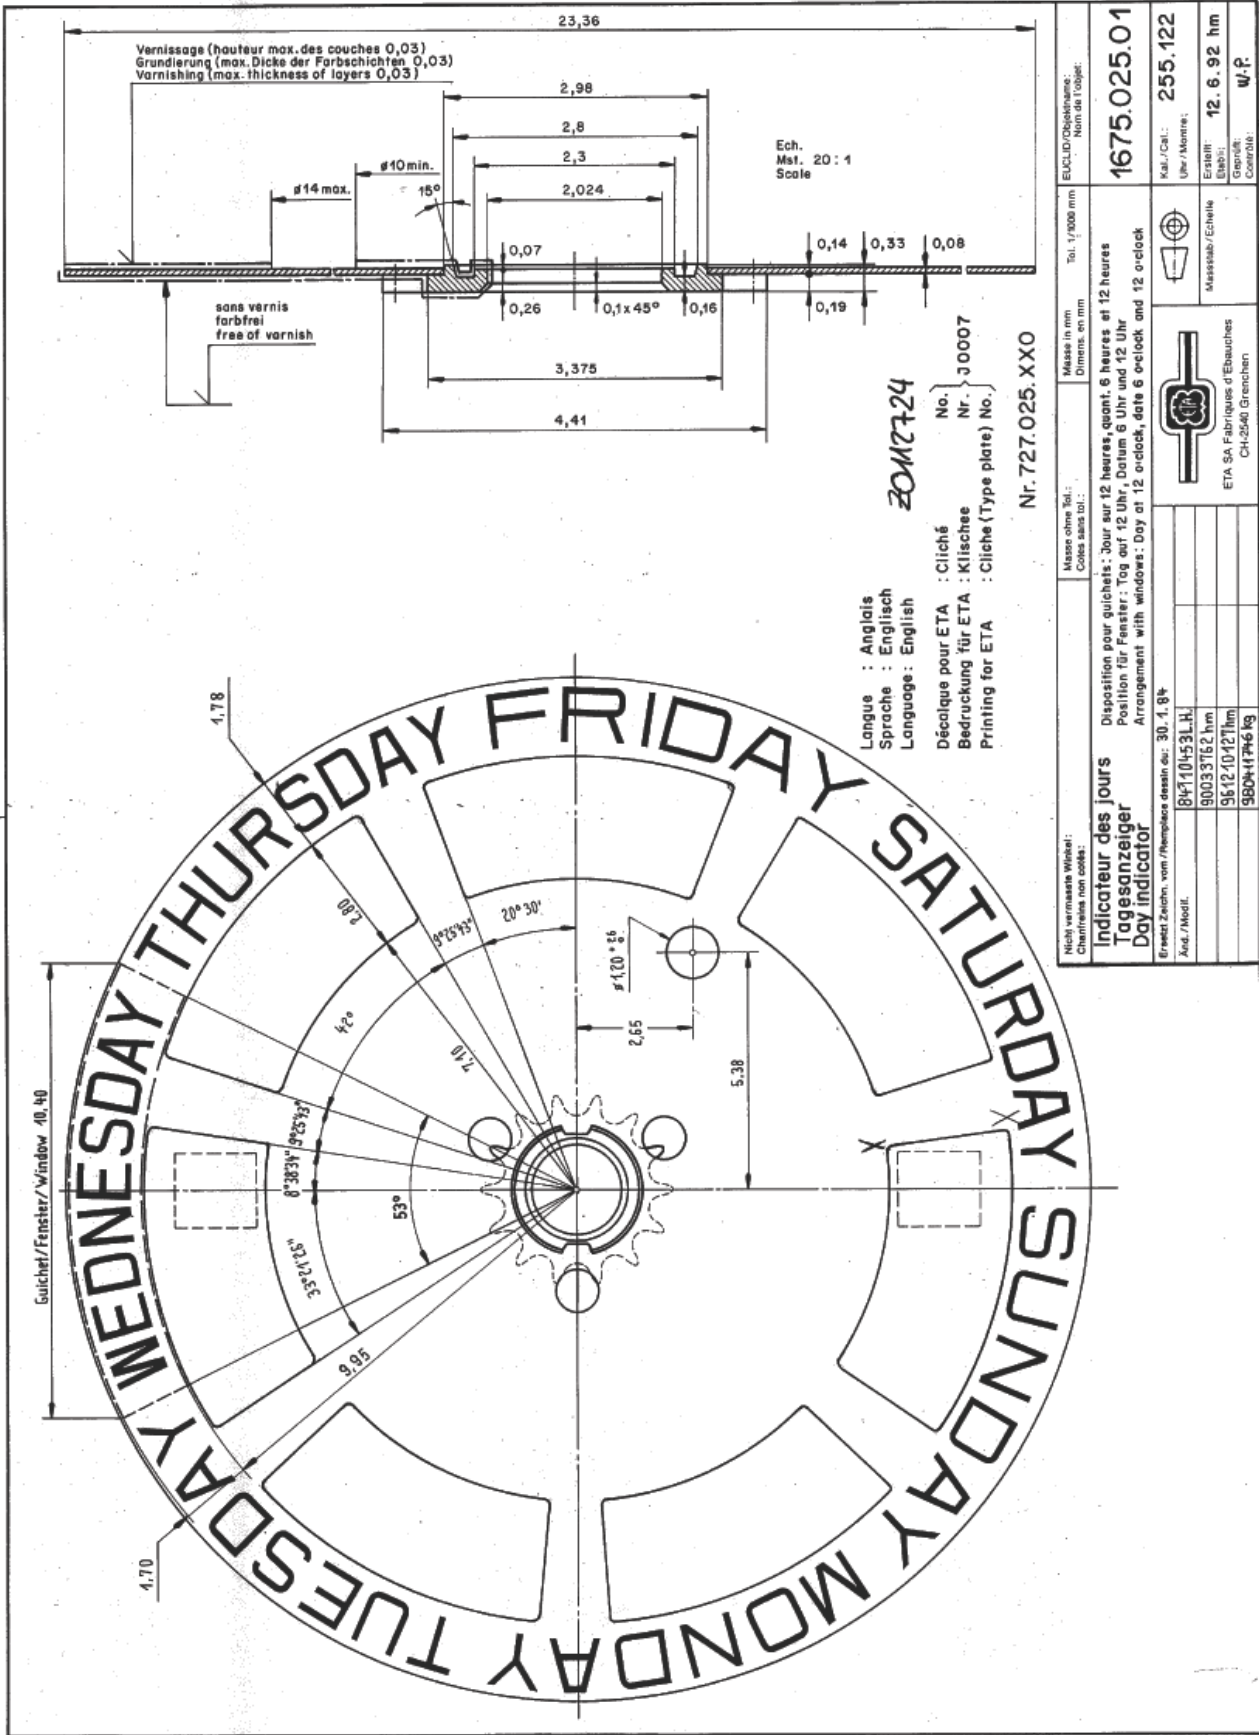 23,36
Vernissage (hauteur max. des couches 0,03)
Grundierung (max. Dicke der Farbschichten 0,03)
Varnishing (max. thickness of layers 0,03)
2,98
2,8
2,3
2,024
ø10 min.
ø14 max.
15°
Ech.
Mst. 20 : 1
Scale
0,07
0,14
0,33
0,08
0,26
0,1x45°
0,16
0,19
sans vernis
farbfrei
free of varnish
3,375
4,41
Langue : Anglais
Sprache : Englisch
Language : English
Décalque pour ETA : Cliché No.
Bedruckung für ETA : Klischee Nr.
Printing for ETA : Cliche (Type plate) No.
J0007
Nr. 727.025.XX0
1,78
THURSDAY
FRIDAY
SATURDAY
SUNDAY
MONDAY
TUESDAY
WEDNESDAY
Guichet/Fenster/Window 10,40
2,80
9°25'43"
20° 30'
42°
7,10
9°25'43"
8°38'34"
53°
33°21'26"
9,95
1,70
2,65
5,38
Nicht vermasste Winkel:
Chanfreins non cotés:
Masse ohne Tol.:
Cotes sans tol.:
Masse in mm
Dimens. en mm
Tol. 1/1000 mm
EUCLID/Objektname:
Nom de l'objet:
Indicateur des jours
Tagesanzeiger
Day indicator
Disposition pour guichets: Jour sur 12 heures, quant. 6 heures et 12 heures
Position für Fenster: Tag auf 12 Uhr, Datum 6 Uhr und 12 Uhr
Arrangement with windows: Day at 12 o'clock, date 6 o'clock and 12 o'clock
1675.025.01
Ersetzt Zeichn. vom/Remplace dessin du: 30.1.84
Änd./Modif.
90033762 hm
ETA
ETA SA Fabriques d'Ebauches
CH-2540 Grenchen
Massstab/Echelle
Kal./Cal.:
Uhr/Montre:
255.122
Erstellt:
Etabli:
12. 6. 92 hm
Geprüft:
Contrôlé:
W.P.